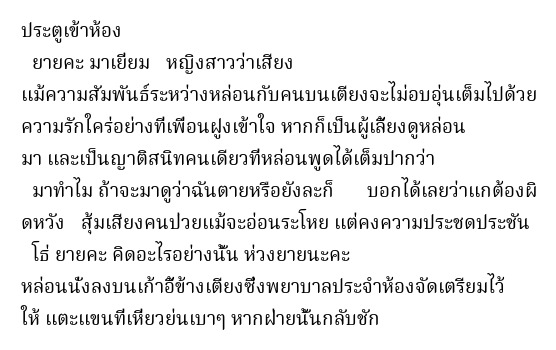 ประตูเข้าห้อง
ยายคะ มาเยียม หญิงสาวว่าเสียง
แม้ความสัมพันธ์ระหว่างหล่อนกับคนบนเตียงจะไม่อบอุ่นเต็มไปด้วย
ความรักใคร่อย่างที่เพื่อนฝูงเข้าใจ หากก็เป็นผู้เลี้ยงดูหล่อน
มา และเป็นญาติสนิทคนเดียวที่หล่อนพูดได้เต็มปากว่า
มาทำไม ถ้าจะมาดูว่าฉันตายหรือยังละก็ บอกได้เลยว่าแกต้องผิ
ดหวัง สุ้มเสียงคนป่วยแม้จะอ่อนระโหย แต่คงความประชดประชัน
โธ่ ยายคะ คิดอะไรอย่างนั้น ห่วงยายนะคะ
หล่อนนั่งลงบนเก้าอี้ข้างเตียงซึ่งพยาบาลประจำห้องจัดเตรียมไว้
ให้ แตะแขนที่เหี่ยวย่นเบาๆ หากฝ่ายนั้นกลับชัก